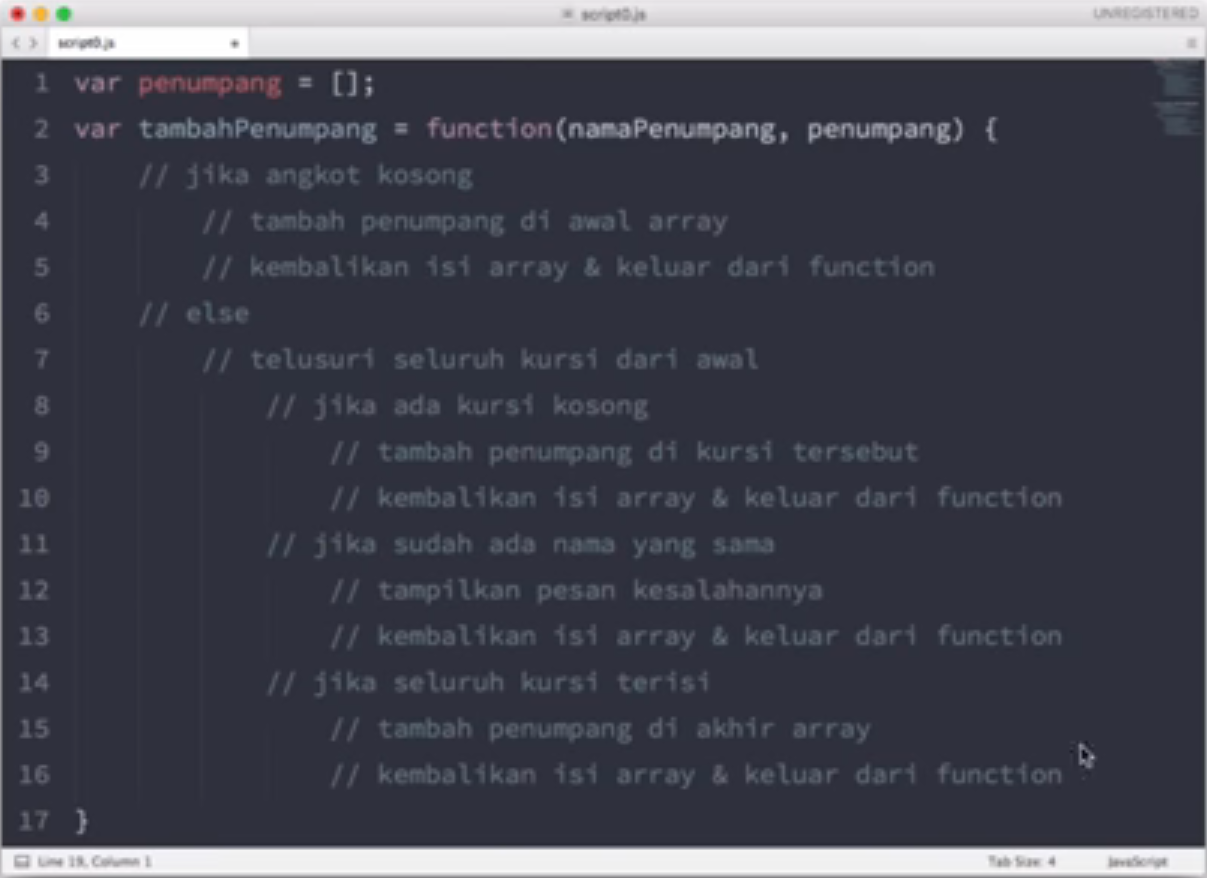 script0.js
UNREGISTERED
script0.js
1 var penumpang = [];
2 var tambahPenumpang = function(namaPenumpang, penumpang) {
3 // jika angkot kosong
4 // tambah penumpang di awal array
5 // kembalikan isi array & keluar dari function
6 // else
7 // telusuri seluruh kursi dari awal
8 // jika ada kursi kosong
9 // tambah penumpang di kursi tersebut
10 // kembalikan isi array & keluar dari function
11 // jika sudah ada nama yang sama
12 // tampilkan pesan kesalahannya
13 // kembalikan isi array & keluar dari function
14 // jika seluruh kursi terisi
15 // tambah penumpang di akhir array
16 // kembalikan isi array & keluar dari function
17 }
Line 19, Column 1
Tab Size: 4
JavaScript